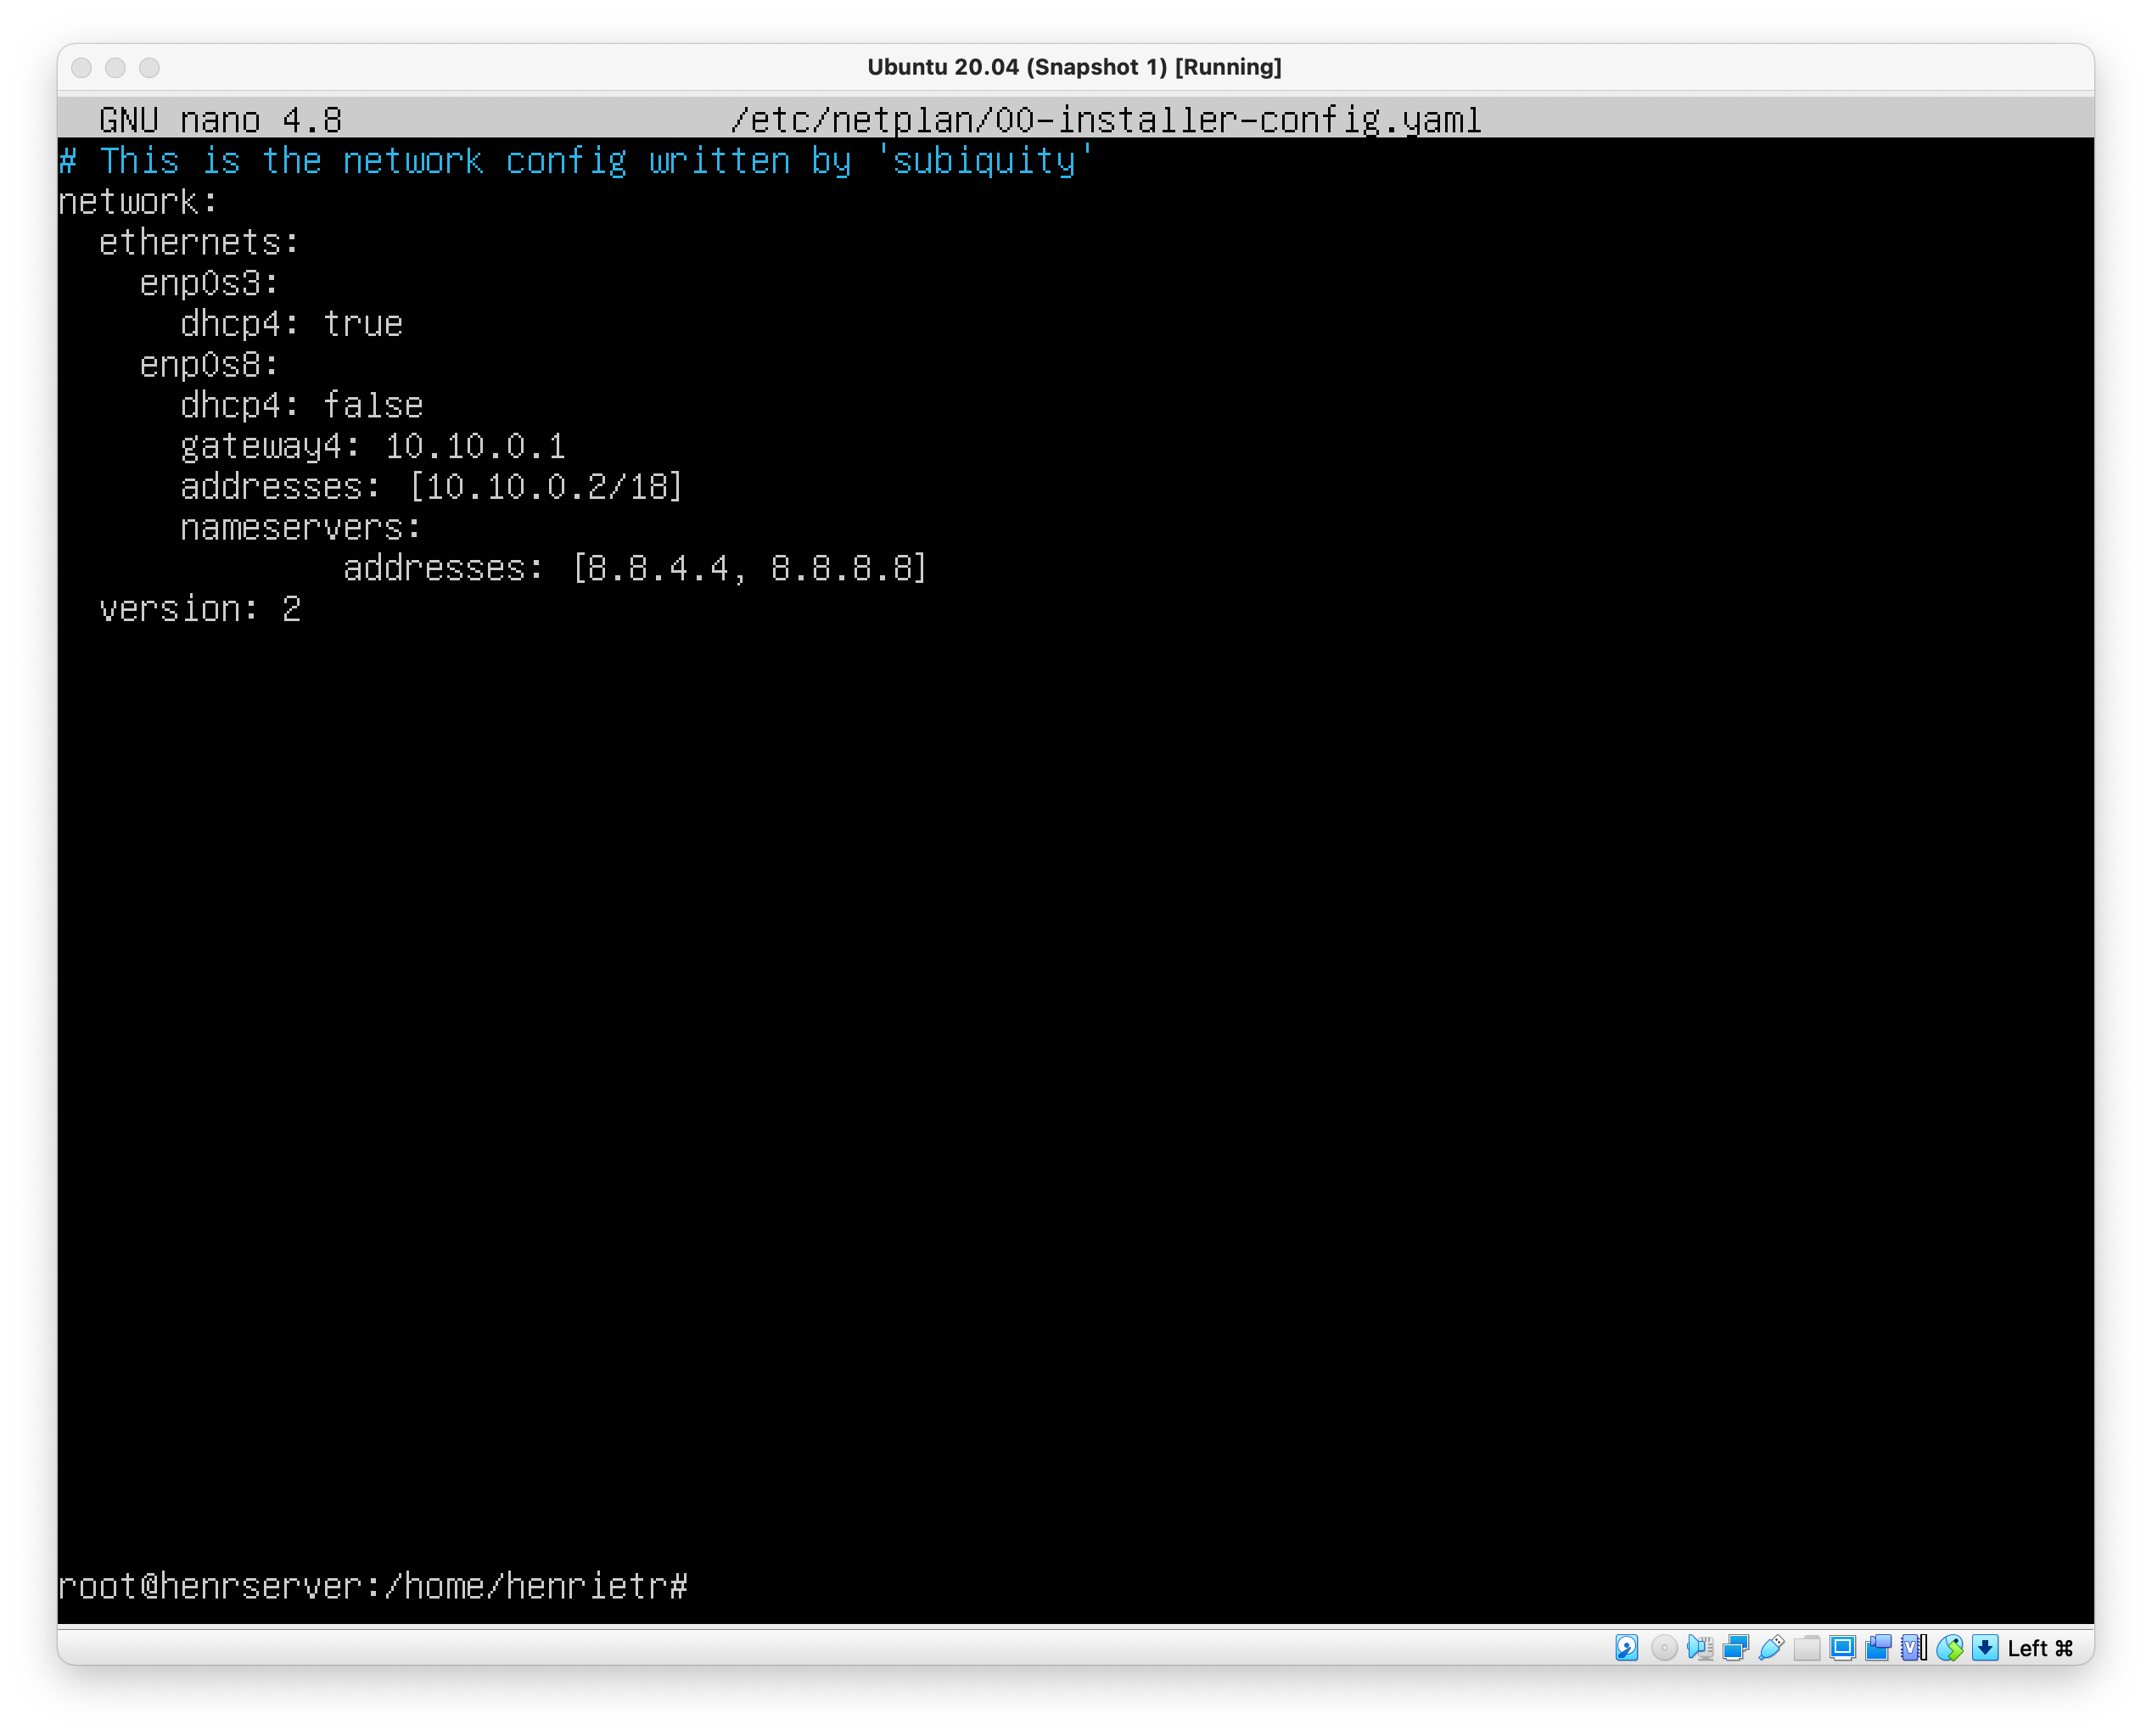 Ubuntu 20.04 (Snapshot 1) [Running]
GNU nano 4.8 /etc/netplan/00-installer-config.yaml
# This is the network config written by 'subiquity'
network:
  ethernets:
    enp0s3:
      dhcp4: true
    enp0s8:
      dhcp4: false
      gateway4: 10.10.0.1
      addresses: [10.10.0.2/18]
      nameservers:
              addresses: [8.8.4.4, 8.8.8.8]
  version: 2
root@henrserver:/home/henrietr#
Left ⌘